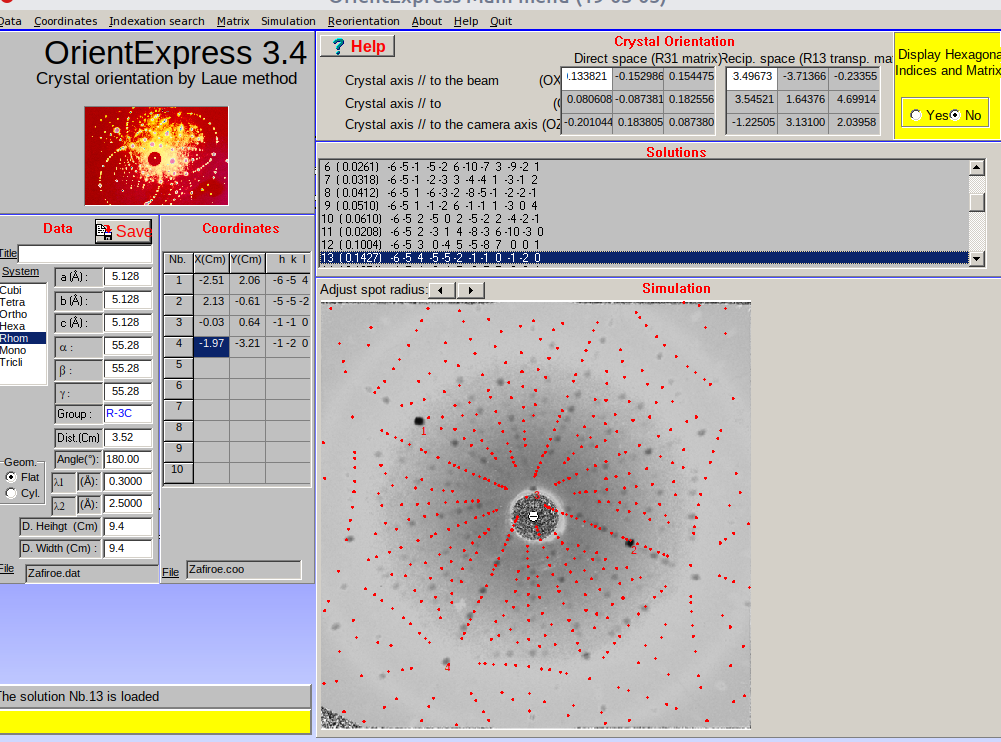 OrientExpress Main menu (19-03-05)
Data Coordinates Indexation search Matrix Simulation Reorientation About Help Quit
OrientExpress 3.4
Crystal orientation by Laue method
? Help
Crystal Orientation
Direct space (R31 matrix) Recip. space (R13 transp. ma
Crystal axis // to the beam (OX .133821 -0.152986 0.154475 3.49673 -3.71366 -0.23355
Crystal axis // to 0.080608 -0.087381 0.182556 3.54521 1.64376 4.69914
Crystal axis // to the camera axis (OZ -0.201044 0.183805 0.087380 -1.22505 3.13100 2.03958
Display Hexagona
Indices and Matrix
Yes No
Solutions
6 ( 0.0261) -6 -5 -1 -5 -2 6 -10 -7 3 -9 -2 1
7 ( 0.0318) -6 -5 -1 -2 -3 3 -4 -4 1 -3 -1 2
8 ( 0.0412) -6 -5 1 -6 -3 -2 -8 -5 -1 -2 -2 -1
9 ( 0.0510) -6 -5 1 -1 -2 6 -1 1 1 -3 0 4
10 ( 0.0610) -6 -5 2 -5 0 2 -5 -2 2 -4 -2 -1
11 ( 0.0208) -6 -5 2 -3 1 4 -8 -3 6 -10 -3 0
12 ( 0.1004) -6 -5 3 0 -4 5 -5 -8 7 0 0 1
13 ( 0.1427) -6 -5 4 -5 -5 -2 -1 -1 0 -1 -2 0
Data Save
Title
System
Cubi
Tetra
Ortho
Hexa
Rhom
Mono
Tricli
a (Å) : 5.128
b (Å) : 5.128
c (Å) : 5.128
α : 55.28
β : 55.28
γ : 55.28
Group : R-3C
Dist.(Cm) 3.52
Angle(°): 180.00
Geom.
Flat
Cyl.
λ1 (Å): 0.3000
λ2 (Å): 2.5000
D. Heihgt (Cm) 9.4
D. Width (Cm) : 9.4
File Zafiroe.dat
Coordinates
Nb. X(Cm) Y(Cm) h k l
1 -2.51 2.06 -6 -5 4
2 2.13 -0.61 -5 -5 -2
3 -0.03 0.64 -1 -1 0
4 -1.97 -3.21 -1 -2 0
5
6
7
8
9
10
File Zafiroe.coo
Adjust spot radius: Simulation
1
3
2
4
The solution Nb.13 is loaded